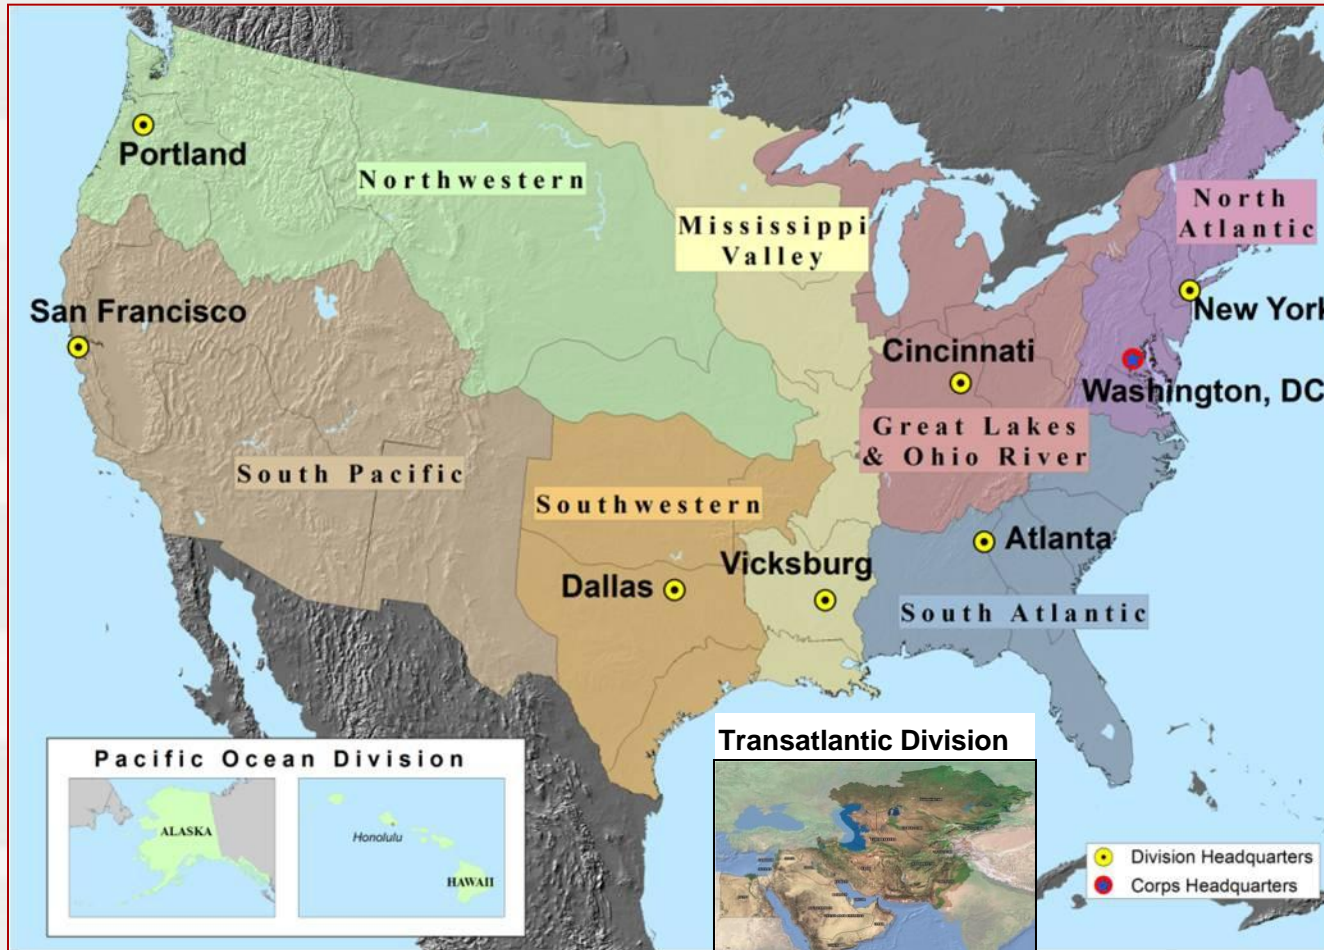 Portland
Northwestern
Mississippi
Valley
North
Atlantic
San Francisco
New York
Cincinnati
Washington, DC
Great Lakes
& Ohio River
South Pacific
Southwestern
Atlanta
Vicksburg
Dallas
South Atlantic
Pacific Ocean Division
ALASKA
Honolulu
HAWAII
Transatlantic Division
Division Headquarters
Corps Headquarters